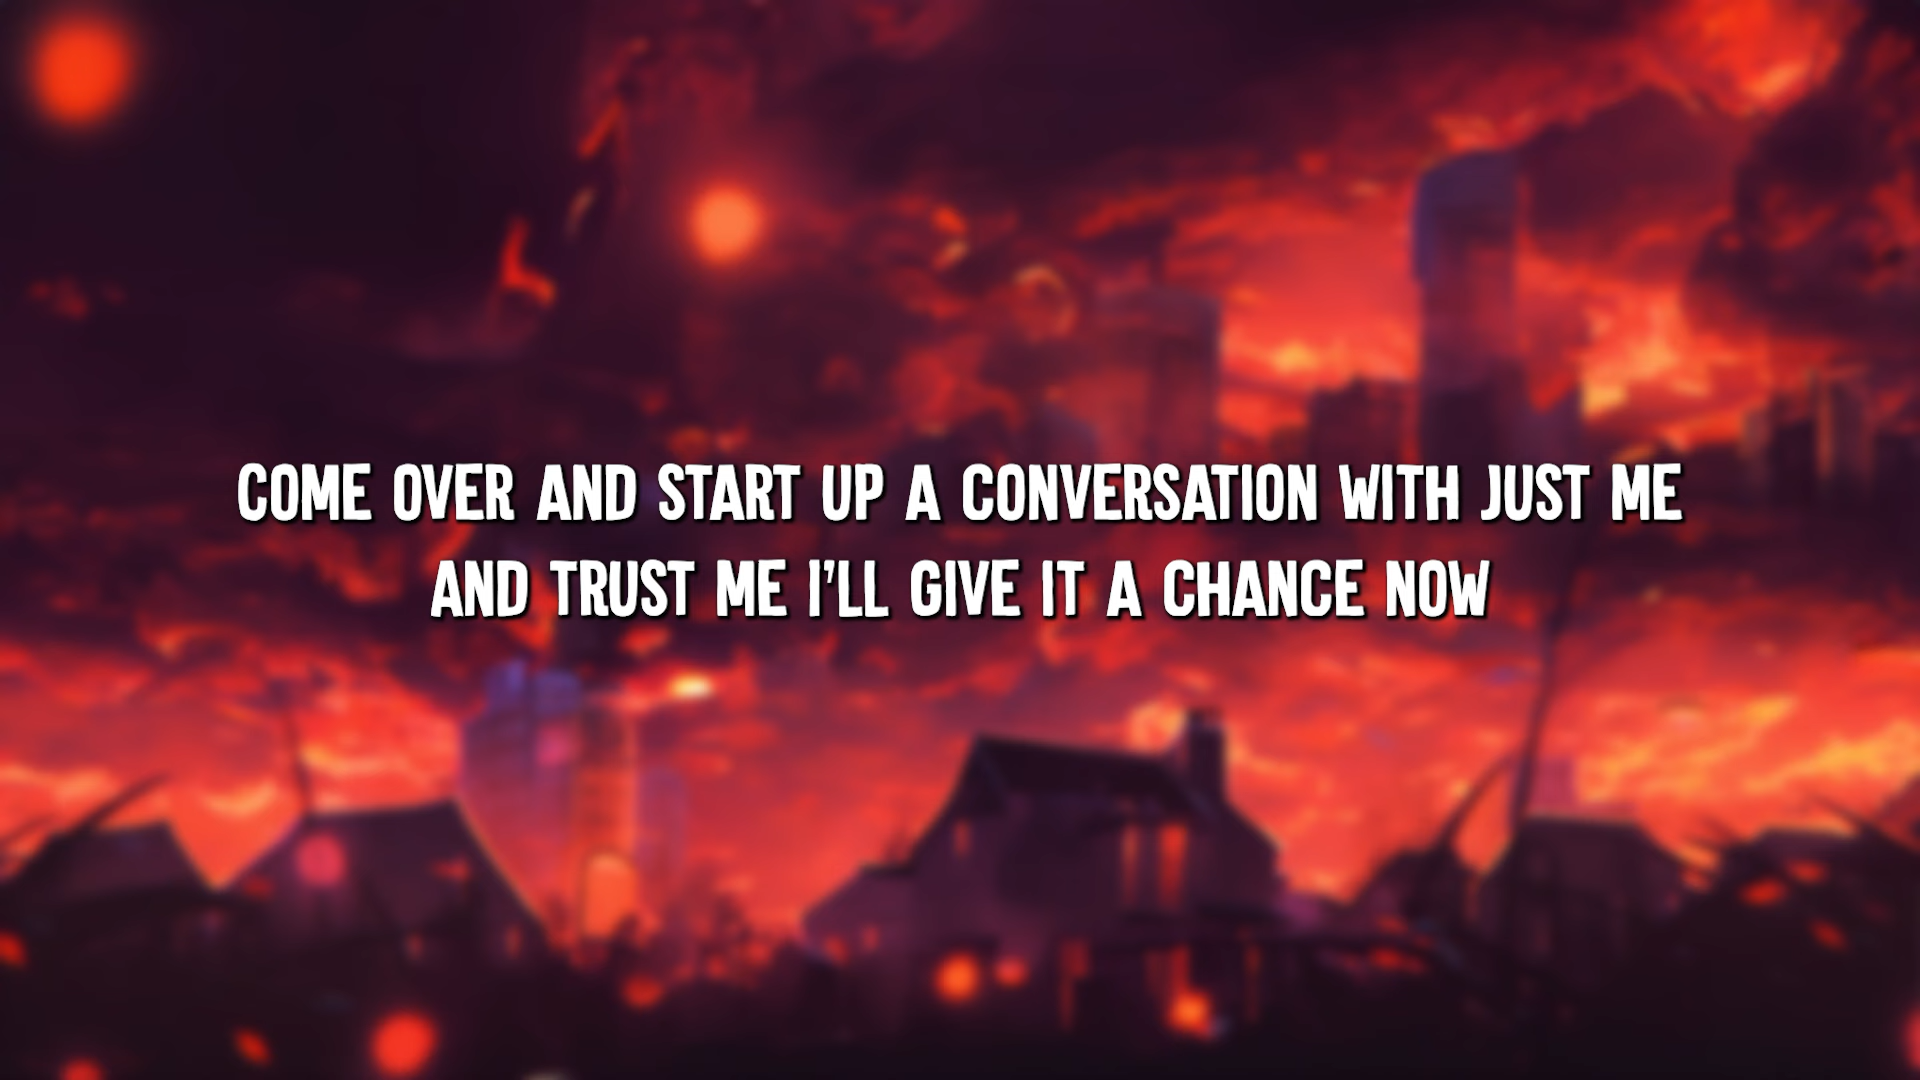 COME OVER AND START UP A CONVERSATION WITH JUST ME
AND TRUST ME I'LL GIVE IT A CHANCE NOW